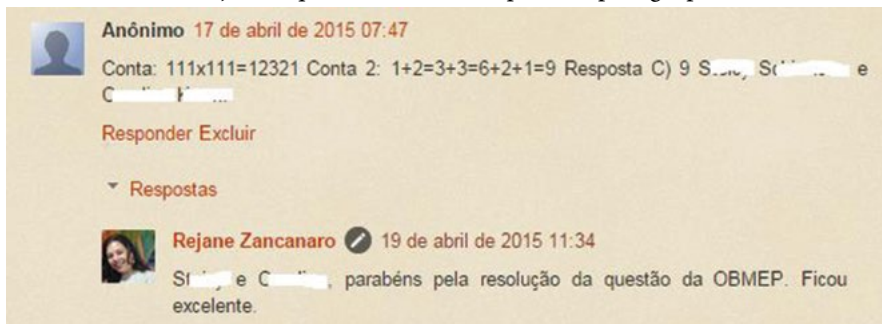 Anônimo 17 de abril de 2015 07:47
Conta: 111x111=12321 Conta 2: 1+2=3+3=6+2+1=9 Resposta C) 9 e
Responder Excluir
Respostas
Rejane Zancanaro 19 de abril de 2015 11:34
e, parabéns pela resolução da questão da OBMEP. Ficou
excelente.